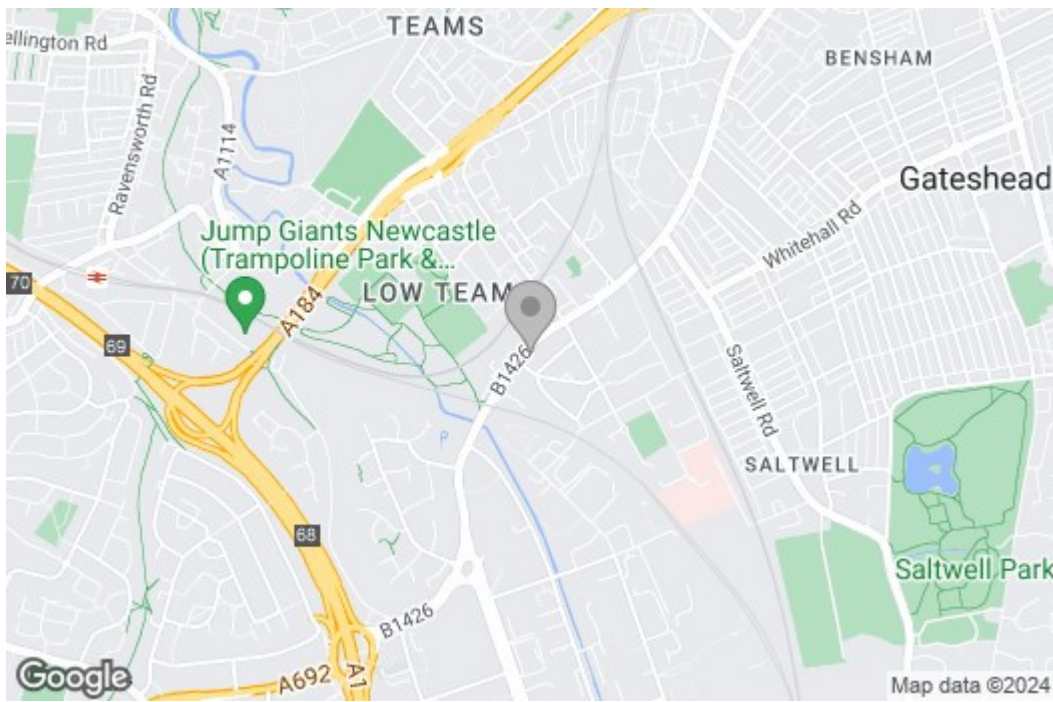 TEAMS
ellington Rd
BENSHAM
Ravensworth Rd
A1114
Gateshead
Whitehall Rd
Jump Giants Newcastle
(Trampoline Park &...
70
LOW TEAM
A184
69
B1426
Saltwell Rd
SALTWELL
68
Saltwell Park
B1426
A692
A1
Google
Map data ©2024